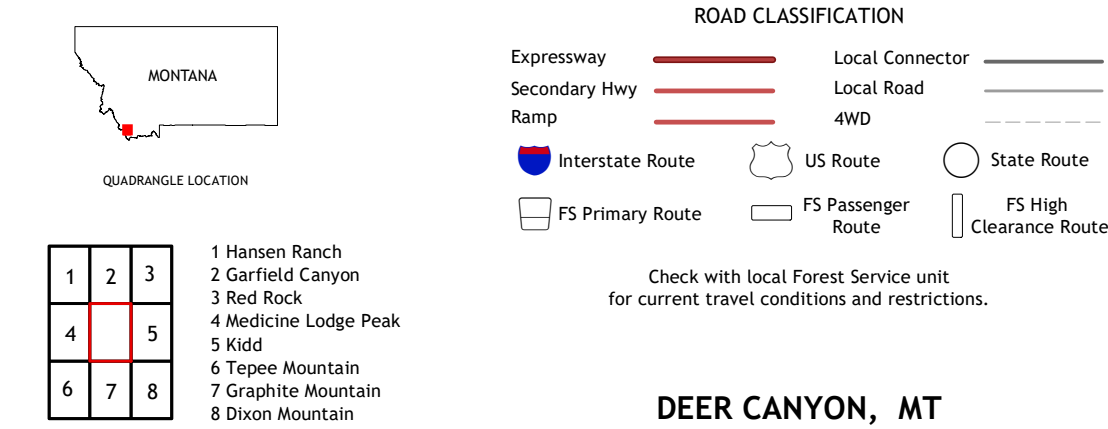 MONTANA
QUADRANGLE LOCATION
1 2 3
4 5
6 7 8
1 Hansen Ranch
2 Garfield Canyon
3 Red Rock
4 Medicine Lodge Peak
5 Kidd
6 Tepee Mountain
7 Graphite Mountain
8 Dixon Mountain
ROAD CLASSIFICATION
Expressway
Secondary Hwy
Ramp
Local Connector
Local Road
4WD
Interstate Route
US Route
State Route
FS Primary Route
FS Passenger
Route
FS High
Clearance Route
Check with local Forest Service unit
for current travel conditions and restrictions.
DEER CANYON, MT